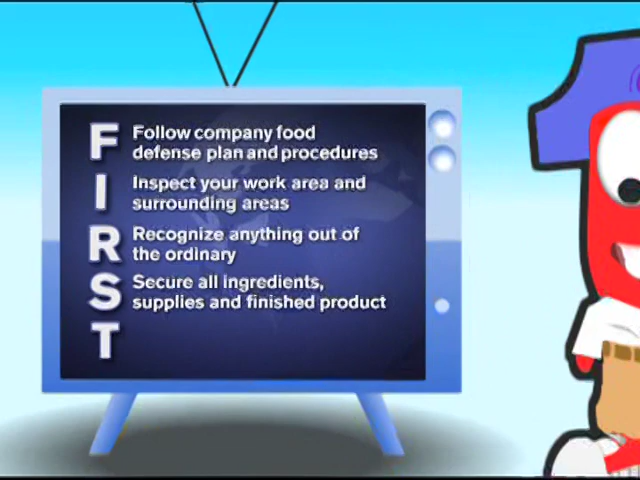 F Follow company food
defense plan and procedures
I Inspect your work area and
surrounding areas
R Recognize anything out of
the ordinary
S Secure all ingredients,
supplies and finished product
T